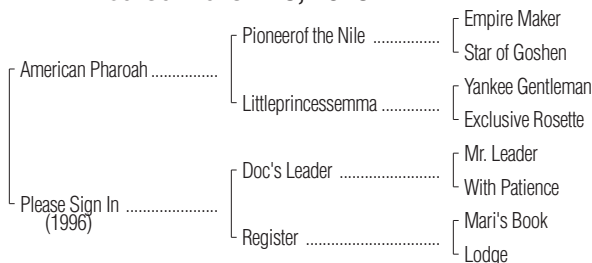 Empire Maker
Pioneerof the Nile ................
Star of Goshen
American Pharoah ...............
Yankee Gentleman
Littleprincessemma ..............
Exclusive Rosette
Mr. Leader
Doc's Leader .....................
With Patience
Please Sign In .....................
(1996)
Mari's Book
Register ............................
Lodge